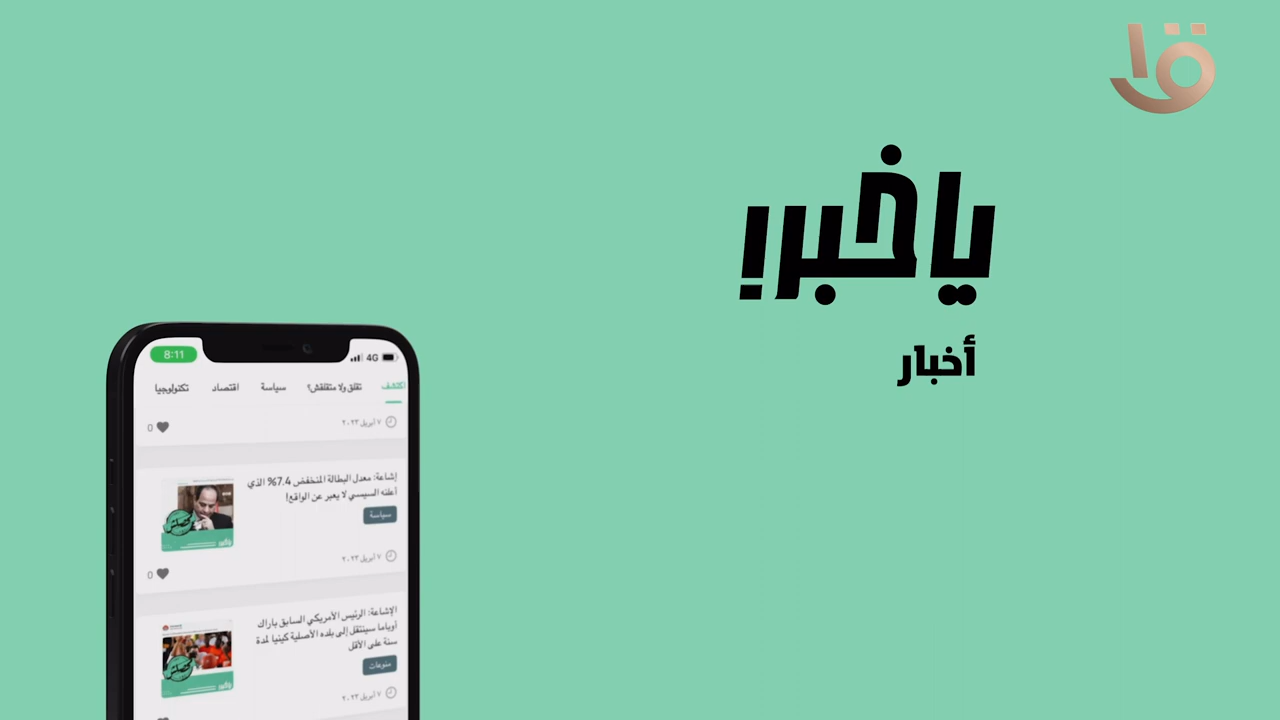 يا خبر!
أخبار
8:11
4G
اكتشف
تقلق ولا متقلقش؟
سياسة
اقتصاد
تكنولوجيا
٧ أبريل ٢٠٢٣
0
إشاعة: معدل البطالة المنخفض 7.4% الذي
أعلنه السيسي لا يعبر عن الواقع!
سياسة
٧ أبريل ٢٠٢٣
0
الإشاعة: الرئيس الأمريكي السابق باراك
أوباما سينتقل إلى بلده الأصلية كينيا لمدة
سنة على الأقل
منوعات
٧ أبريل ٢٠٢٣